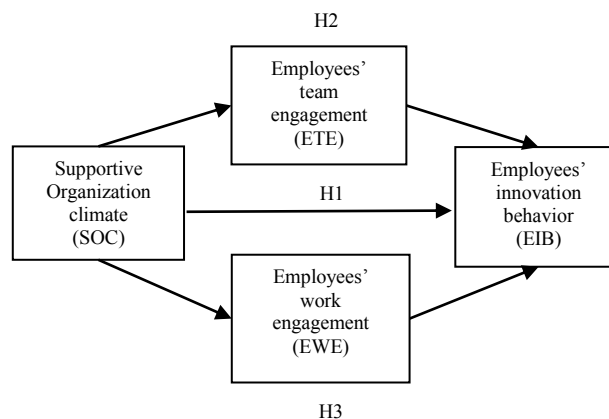 H2
Employees’
team
engagement
(ETE)
Supportive
Organization
climate
(SOC)
H1
Employees’
innovation
behavior
(EIB)
Employees’
work
engagement
(EWE)
H3